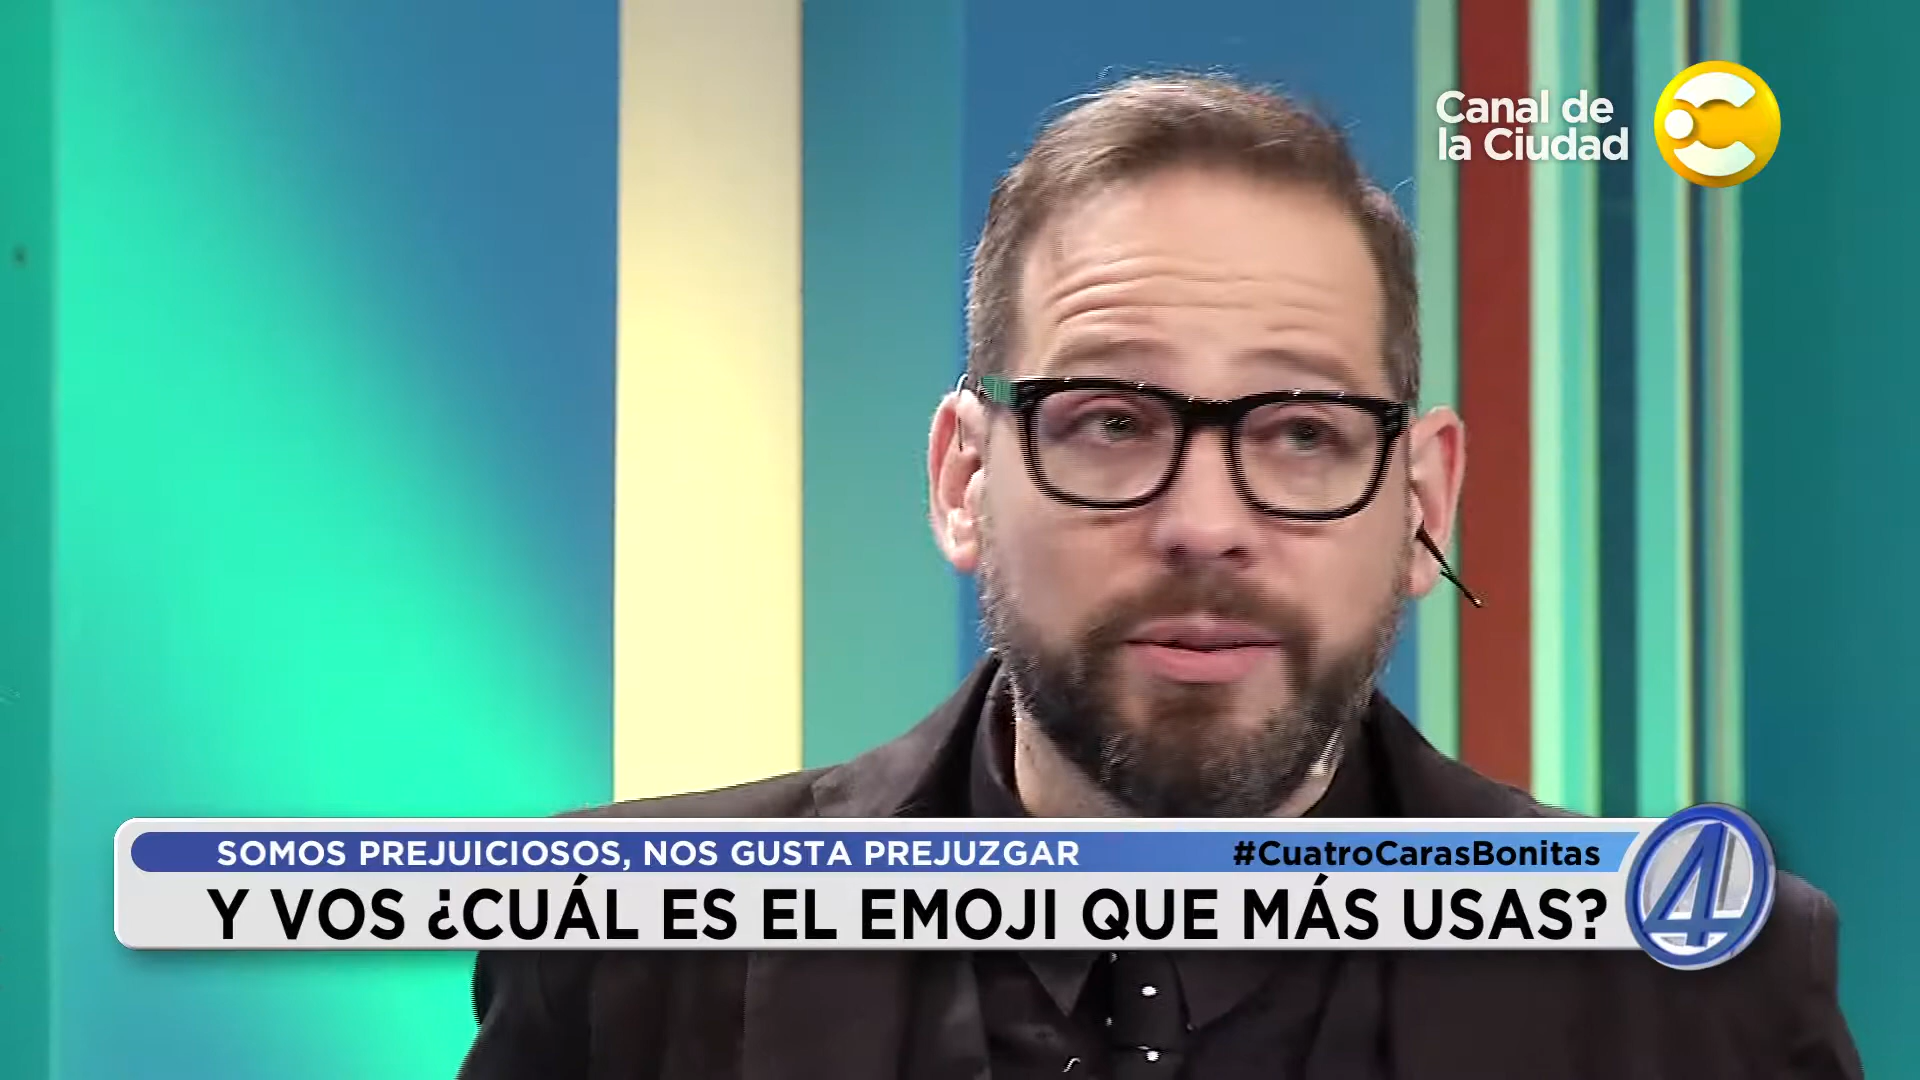 Canal de
la Ciudad
SOMOS PREJUICIOSOS, NOS GUSTA PREJUZGAR #CuatroCarasBonitas
Y VOS ¿CUÁL ES EL EMOJI QUE MÁS USAS?
4